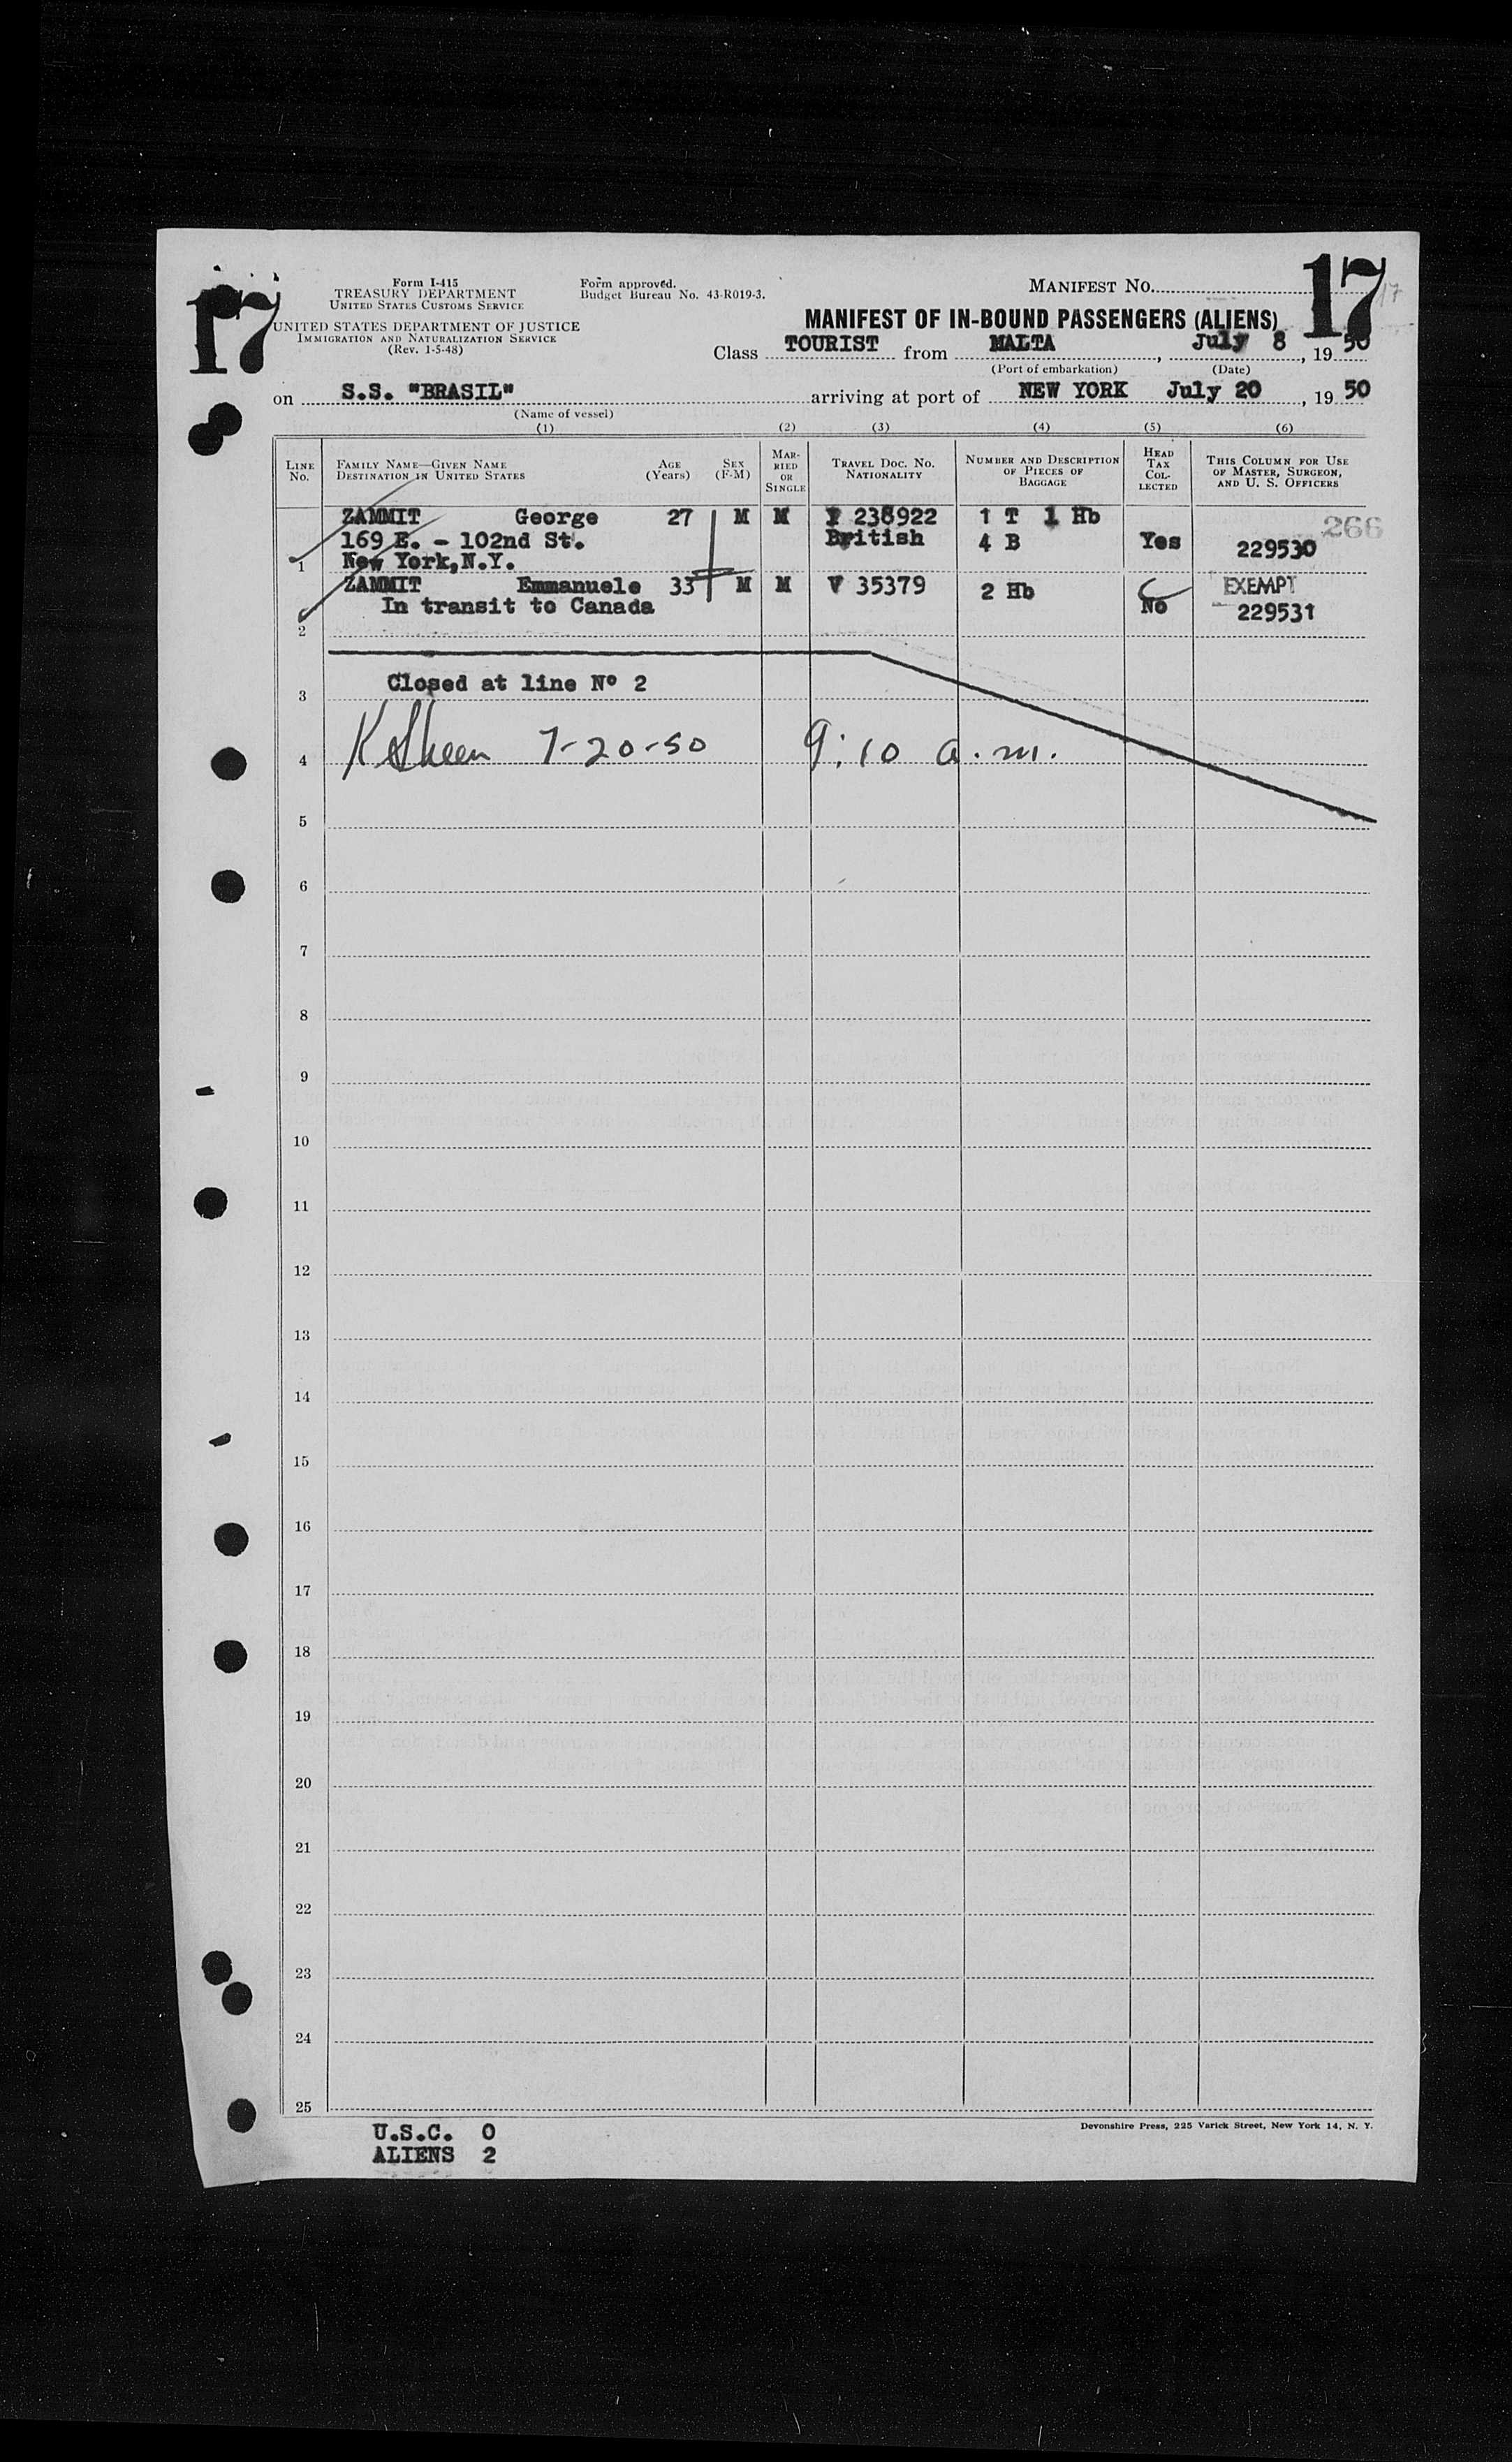 17
17
17
Form I-415
TREASURY DEPARTMENT
UNITED STATES CUSTOMS SERVICE
UNITED STATES DEPARTMENT OF JUSTICE
IMMIGRATION AND NATURALIZATION SERVICE
(Rev. 1-5-48)
Form approved.
Budget Bureau No. 43-R019-3.
MANIFEST No.
MANIFEST OF IN-BOUND PASSENGERS (ALIENS)
Class TOURIST from MALTA, July 8, 1950
(Port of embarkation) (Date)
on S.S. "BRASIL" arriving at port of NEW YORK July 20, 1950
(Name of vessel)
(1) (2) (3) (4) (5) (6)
LINE No.
FAMILY NAME—GIVEN NAME
DESTINATION IN UNITED STATES
AGE (Years)
SEX (F-M)
MARRIED OR SINGLE
TRAVEL DOC. NO.
NATIONALITY
NUMBER AND DESCRIPTION OF PIECES OF BAGGAGE
HEAD TAX COLLECTED
THIS COLUMN FOR USE OF MASTER, SURGEON, AND U. S. OFFICERS
266
ZAMMIT George 27 M M 238922 1 T 1 Hb
169 E. - 102nd St. British 4 B Yes 229530
1 New York,N.Y.
ZAMMIT Emmanuele 33 M M V 35379 2 Hb EXEMPT
In transit to Canada No 229531
2
3 Closed at line Nº 2
4 K Sheen 7-20-50 9:10 a.m.
5
6
7
8
9
10
11
12
13
14
15
16
17
18
19
20
21
22
23
24
25
Devonshire Press, 225 Varick Street, New York 14, N. Y.
U.S.C. 0
ALIENS 2